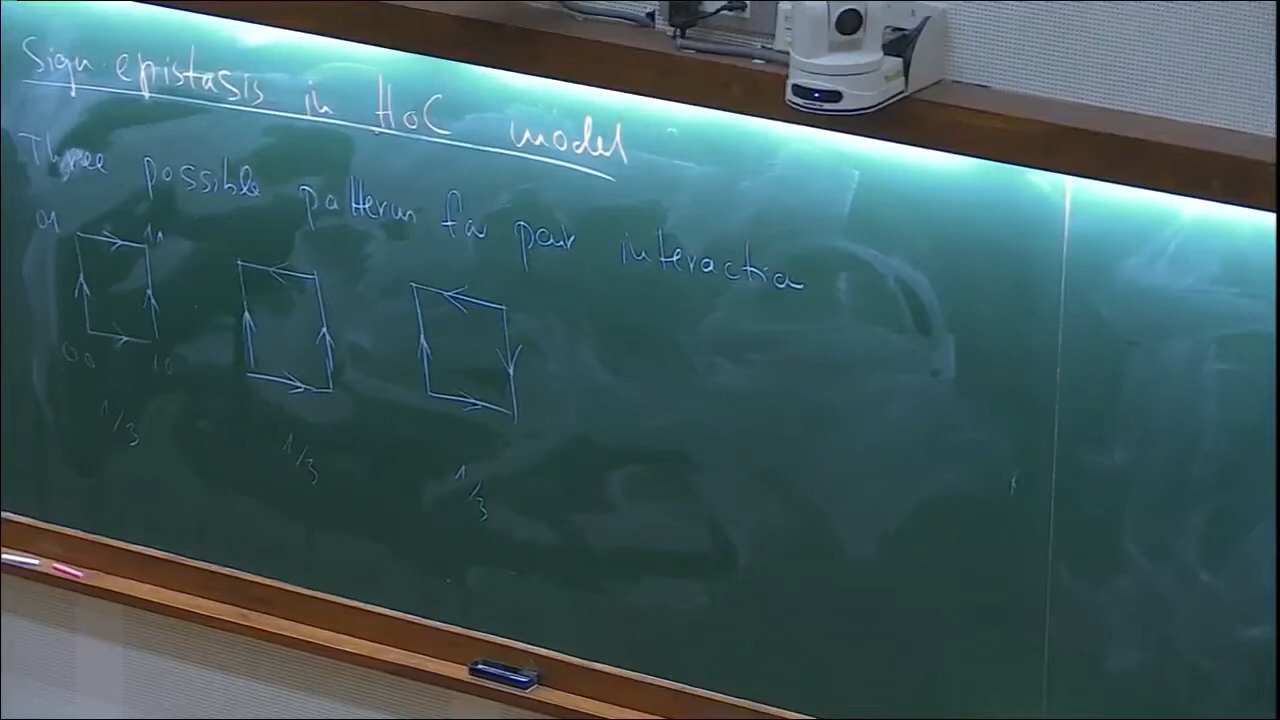 Sign epistasis in HoC model
Three possible pattern for pair interaction
01 11
00 10
1/3 1/3 1/3